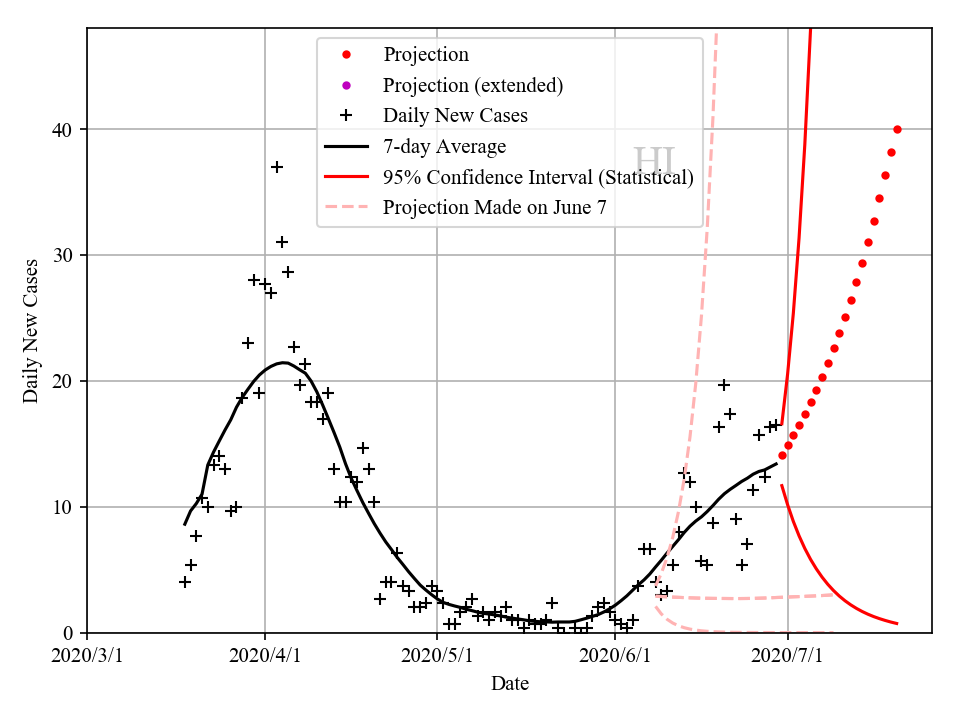 Projection
Projection (extended)
Daily New Cases
7-day Average
95% Confidence Interval (Statistical)
Projection Made on June 7
HI
Daily New Cases
40
30
20
10
0
2020/3/1
2020/4/1
2020/5/1
2020/6/1
2020/7/1
Date